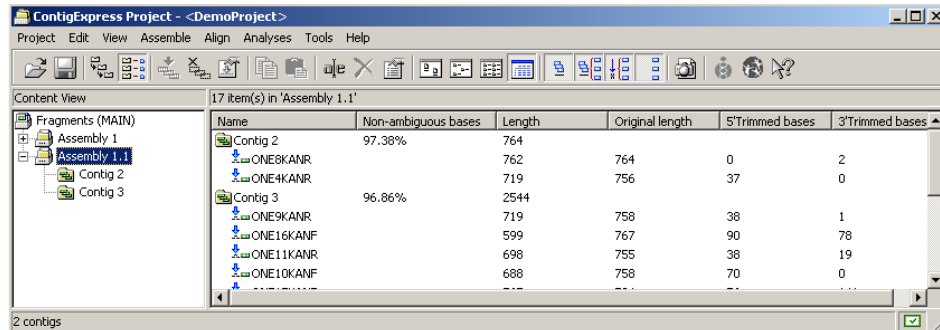 ContigExpress Project - <DemoProject>
Project Edit View Assemble Align Analyses Tools Help
Content View
17 item(s) in 'Assembly 1.1'
Fragments (MAIN)
Assembly 1
Assembly 1.1
Contig 2
Contig 3
Name Non-ambiguous bases Length Original length 5'Trimmed bases 3'Trimmed bases
Contig 2 97.38% 764
ONE8KANR 762 764 0 2
ONE4KANR 719 756 37 0
Contig 3 96.86% 2544
ONE9KANR 719 758 38 1
ONE16KANF 599 767 90 78
ONE11KANR 698 755 38 19
ONE10KANF 688 758 70 0
2 contigs